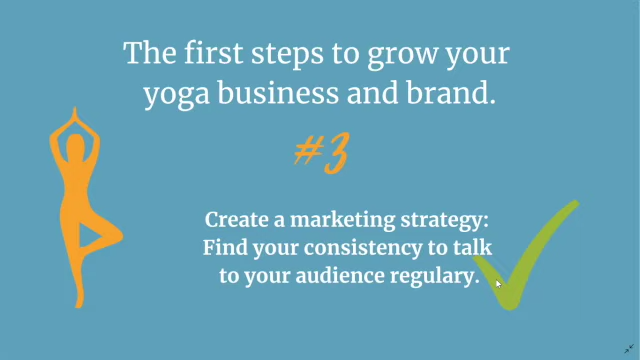 The first steps to grow your
yoga business and brand.
#3
Create a marketing strategy:
Find your consistency to talk
to your audience regulary.